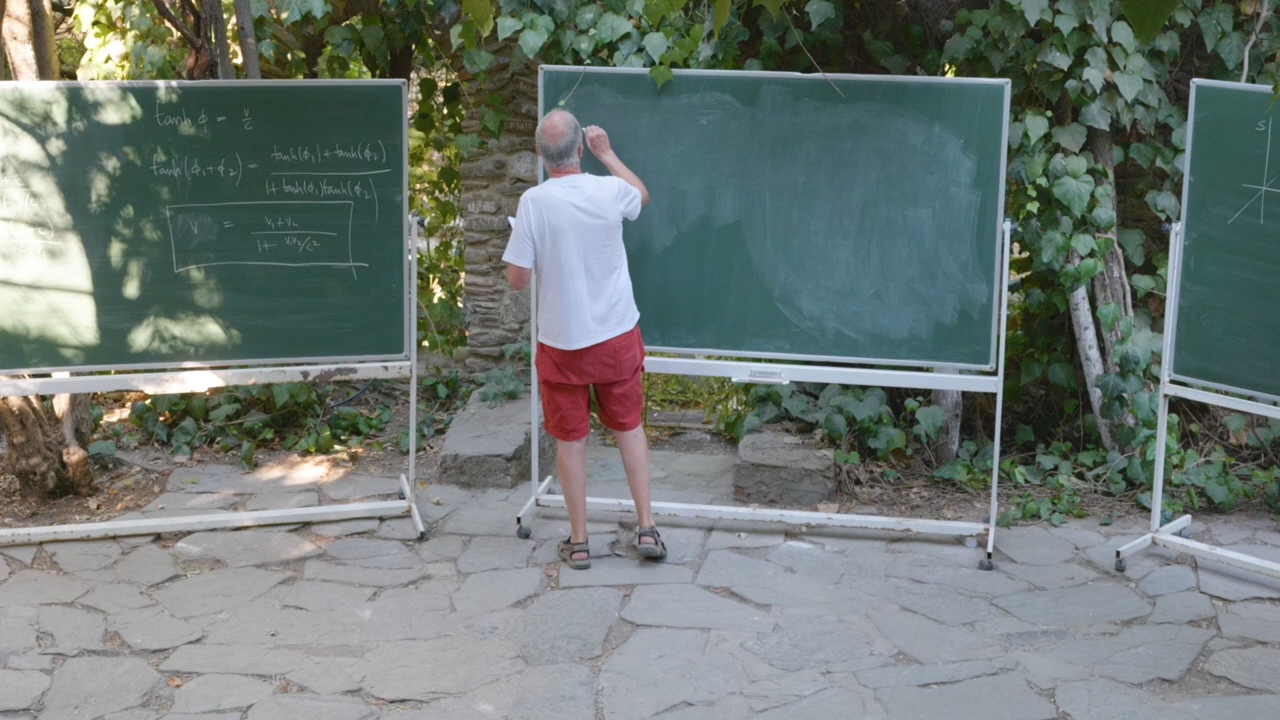 tanh ϕ = v/c
tanh(ϕ₁+ϕ₂) = (tanh(ϕ₁)+tanh(ϕ₂))/(1+tanh(ϕ₁)tanh(ϕ₂))
V = (v₁+v₂)/(1+v₁v₂/c²)
S